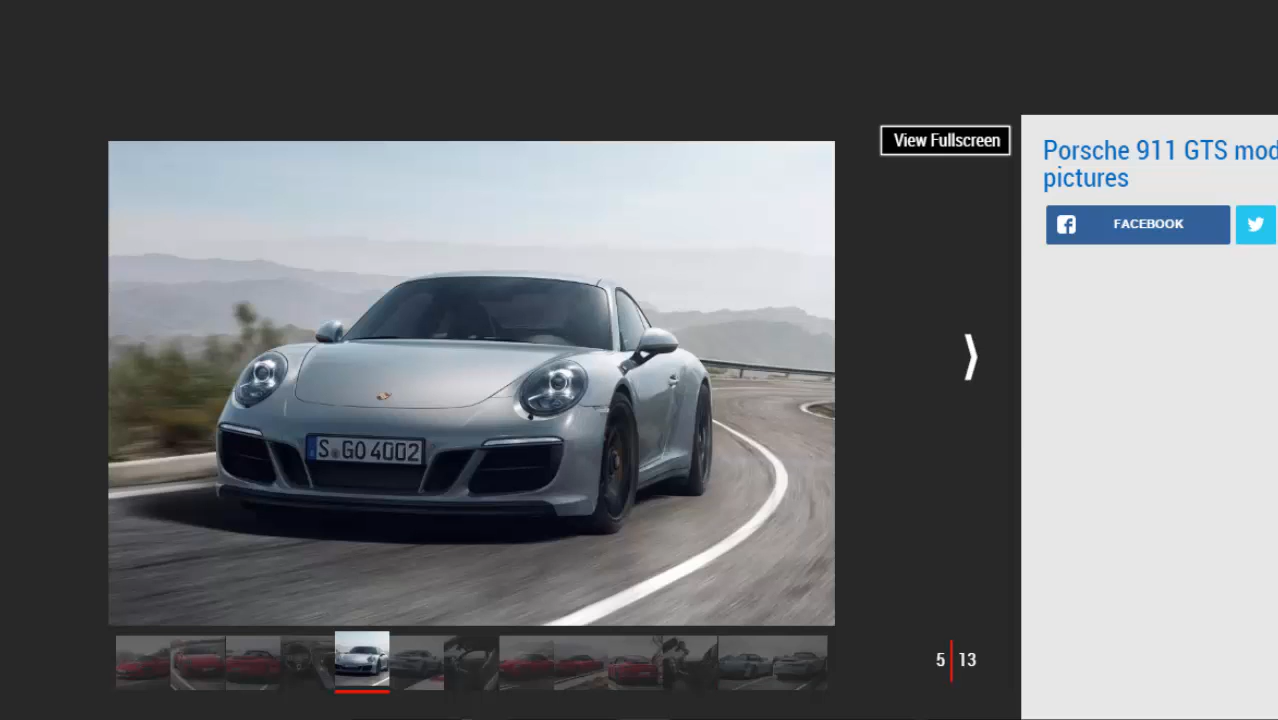 View Fullscreen
Porsche 911 GTS mod
pictures
FACEBOOK
S GO 4002
5 13